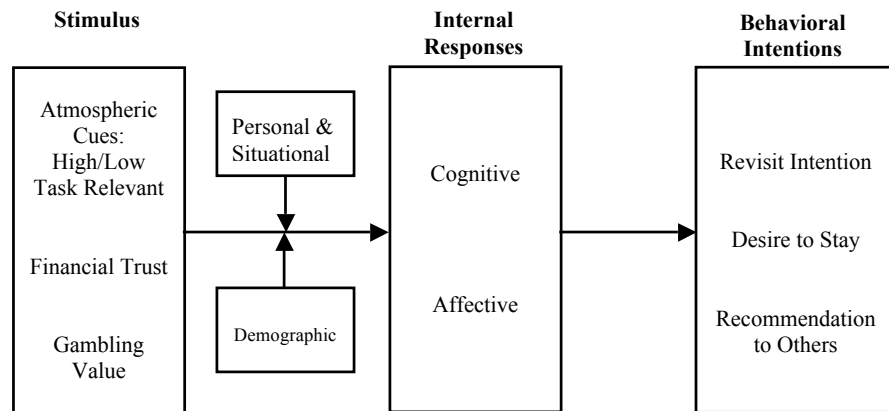 Stimulus
Atmospheric
Cues:
High/Low
Task Relevant
Financial Trust
Gambling
Value
Personal &
Situational
Demographic
Internal
Responses
Cognitive
Affective
Behavioral
Intentions
Revisit Intention
Desire to Stay
Recommendation
to Others